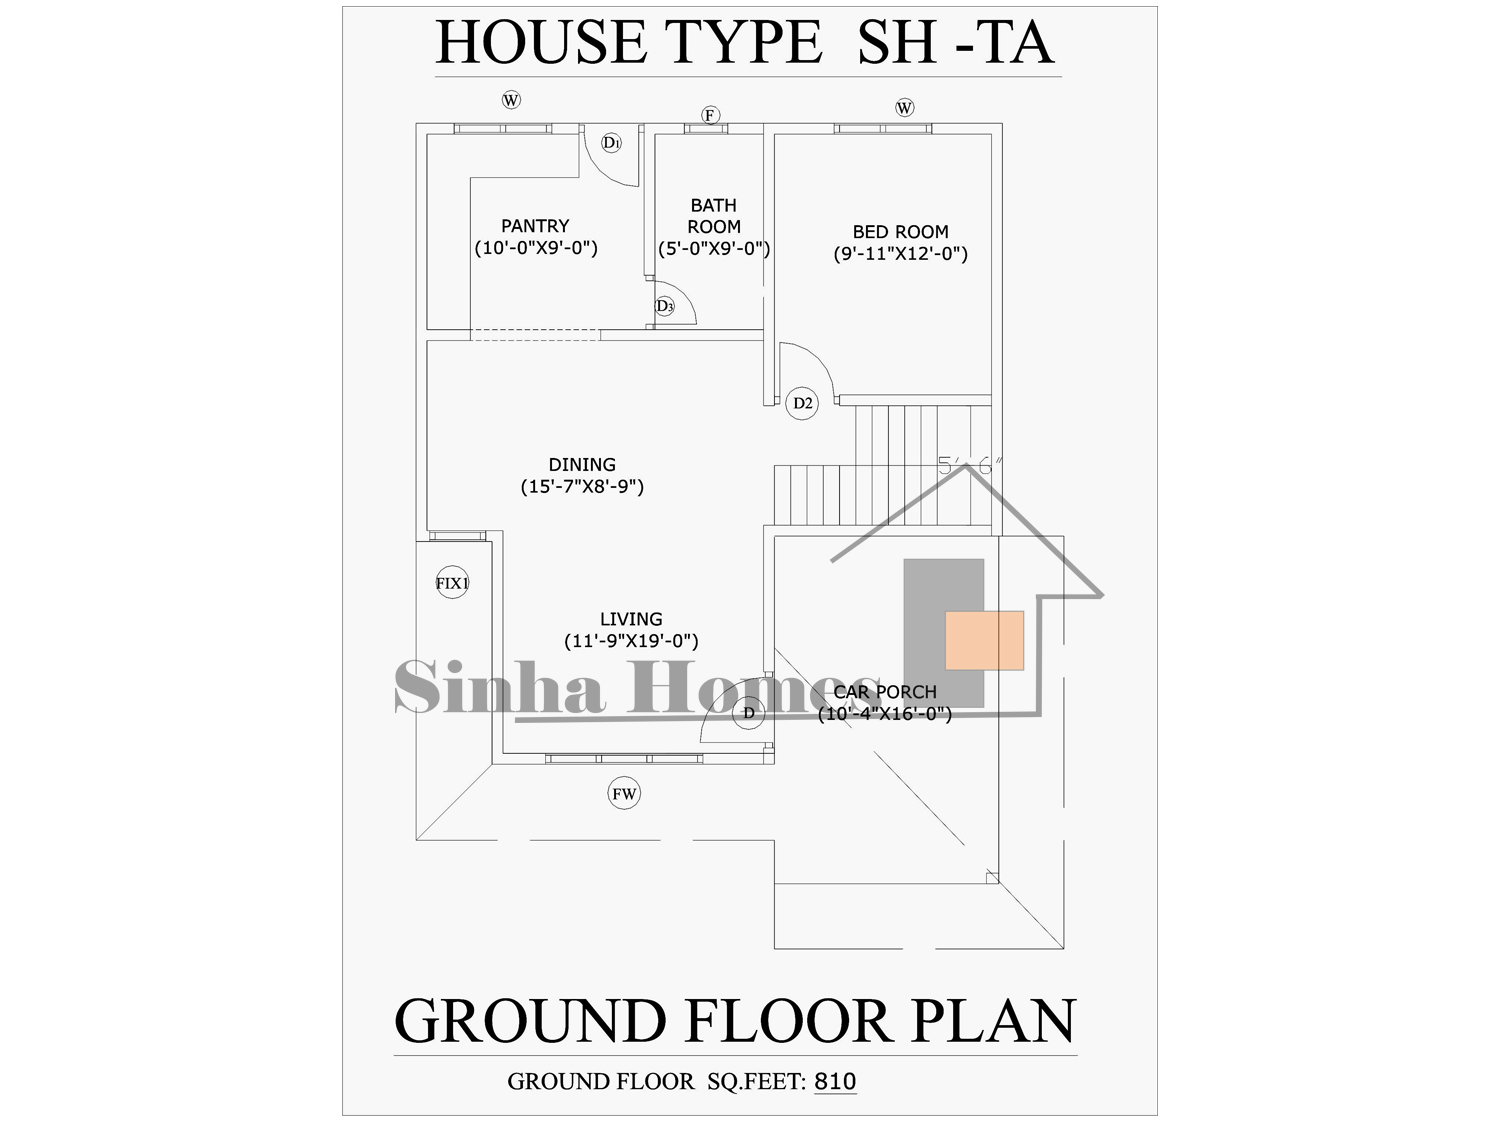 HOUSE TYPE SH -TA
W
F
W
D1
PANTRY
(10'-0"X9'-0")
BATH
ROOM
(5'-0"X9'-0")
BED ROOM
(9'-11"X12'-0")
D3
D2
DINING
(15'-7"X8'-9")
5'-6"
FIX1
LIVING
(11'-9"X19'-0")
Sinha Homes
CAR PORCH
(10'-4"X16'-0")
D
FW
GROUND FLOOR PLAN
GROUND FLOOR SQ.FEET: 810